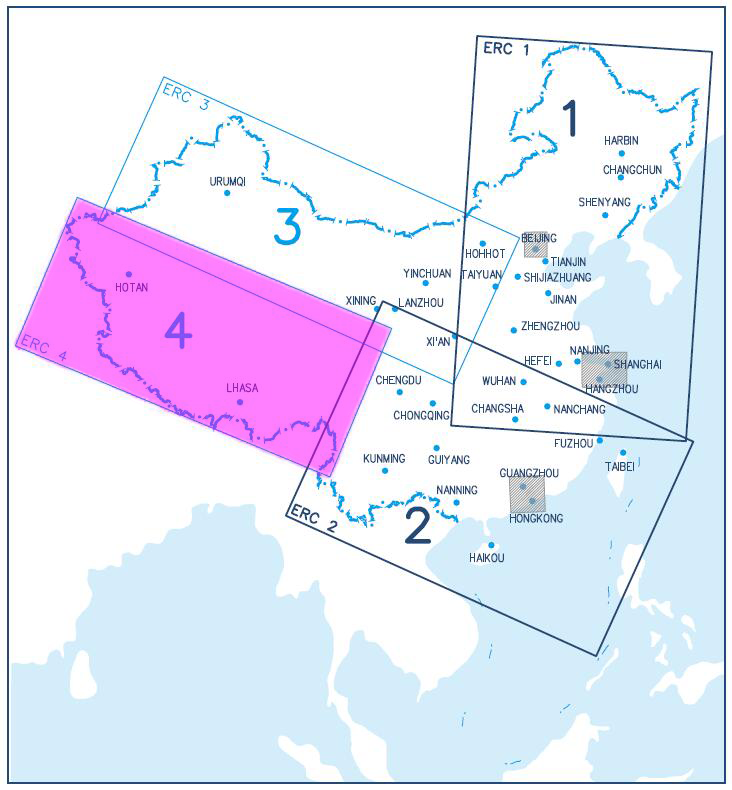 ERC 1
1
ERC 3
HARBIN
CHANGCHUN
URUMQI
SHENYANG
3
BEIJING
HOHHOT
TIANJIN
YINCHUAN
TAIYUAN
SHIJIAZHUANG
HOTAN
XINING
LANZHOU
JINAN
4
ZHENGZHOU
XI'AN
ERC 4
NANJING
HEFEI
SHANGHAI
CHENGDU
WUHAN
HANGZHOU
LHASA
CHONGQING
CHANGSHA
NANCHANG
FUZHOU
KUNMING
GUIYANG
TAIBEI
GUANGZHOU
NANNING
ERC 2
2
HONGKONG
HAIKOU